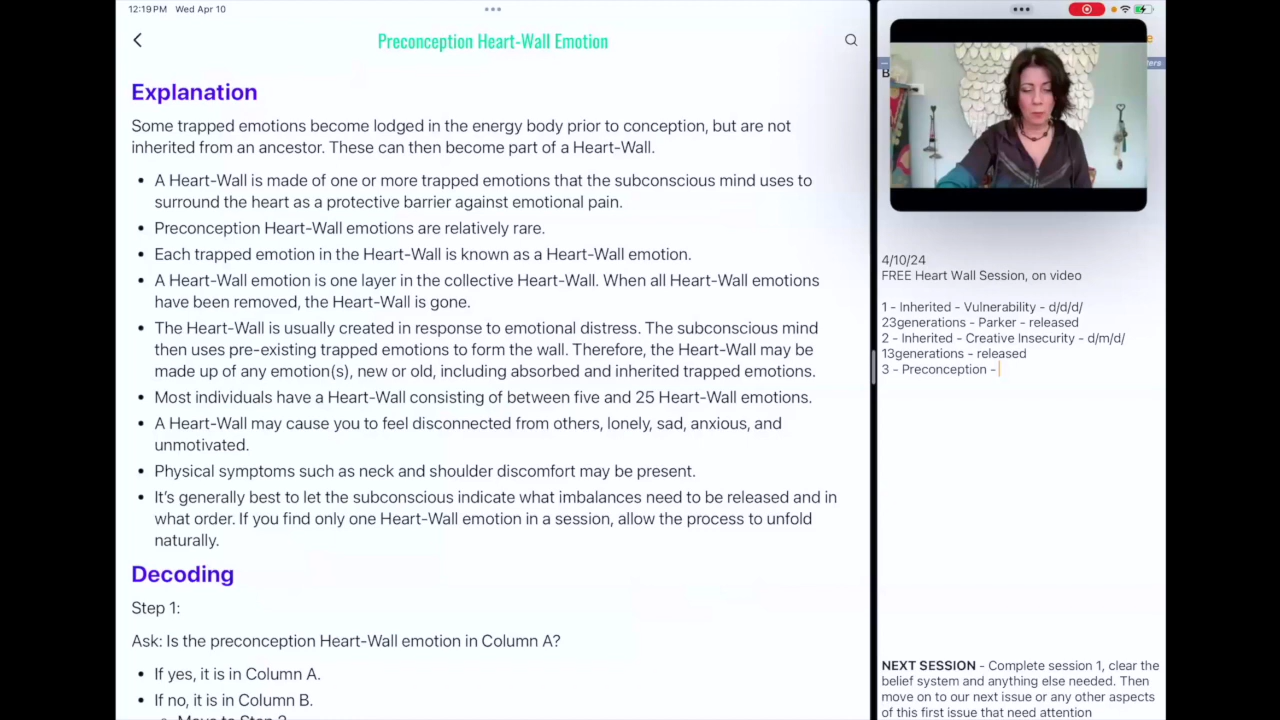 12:19 PM Wed Apr 10
Preconception Heart-Wall Emotion
Explanation
Some trapped emotions become lodged in the energy body prior to conception, but are not
inherited from an ancestor. These can then become part of a Heart-Wall.
• A Heart-Wall is made of one or more trapped emotions that the subconscious mind uses to
surround the heart as a protective barrier against emotional pain.
• Preconception Heart-Wall emotions are relatively rare.
• Each trapped emotion in the Heart-Wall is known as a Heart-Wall emotion.
• A Heart-Wall emotion is one layer in the collective Heart-Wall. When all Heart-Wall emotions
have been removed, the Heart-Wall is gone.
• The Heart-Wall is usually created in response to emotional distress. The subconscious mind
then uses pre-existing trapped emotions to form the wall. Therefore, the Heart-Wall may be
made up of any emotion(s), new or old, including absorbed and inherited trapped emotions.
• Most individuals have a Heart-Wall consisting of between five and 25 Heart-Wall emotions.
• A Heart-Wall may cause you to feel disconnected from others, lonely, sad, anxious, and
unmotivated.
• Physical symptoms such as neck and shoulder discomfort may be present.
• It's generally best to let the subconscious indicate what imbalances need to be released and in
what order. If you find only one Heart-Wall emotion in a session, allow the process to unfold
naturally.
Decoding
Step 1:
Ask: Is the preconception Heart-Wall emotion in Column A?
• If yes, it is in Column A.
• If no, it is in Column B.
4/10/24
FREE Heart Wall Session, on video
1 - Inherited - Vulnerability - d/d/d/
23generations - Parker - released
2 - Inherited - Creative Insecurity - d/m/d/
13generations - released
3 - Preconception -
NEXT SESSION - Complete session 1, clear the
belief system and anything else needed. Then
move on to our next issue or any other aspects
of this first issue that need attention